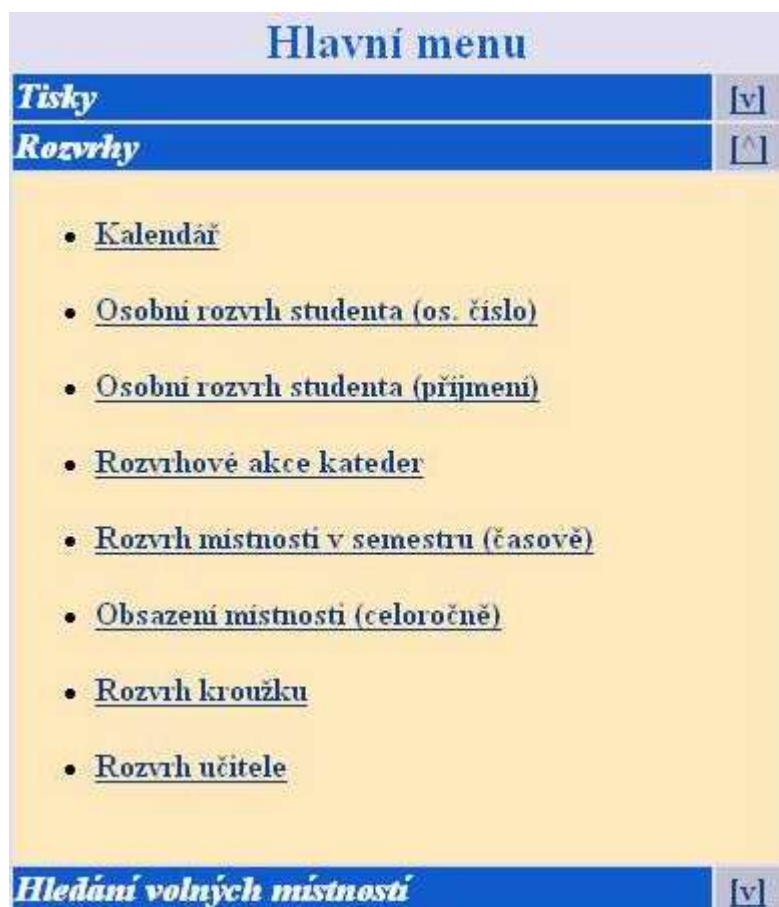 Hlavní menu
Tisky [v]
Rozvrhy [^]
Kalendář
Osobní rozvrh studenta (os. číslo)
Osobní rozvrh studenta (příjmení)
Rozvrhové akce kateder
Rozvrh místnosti v semestru (časově)
Obsazení místnosti (celoročně)
Rozvrh kroužku
Rozvrh učitele
Hledání volných místností [v]